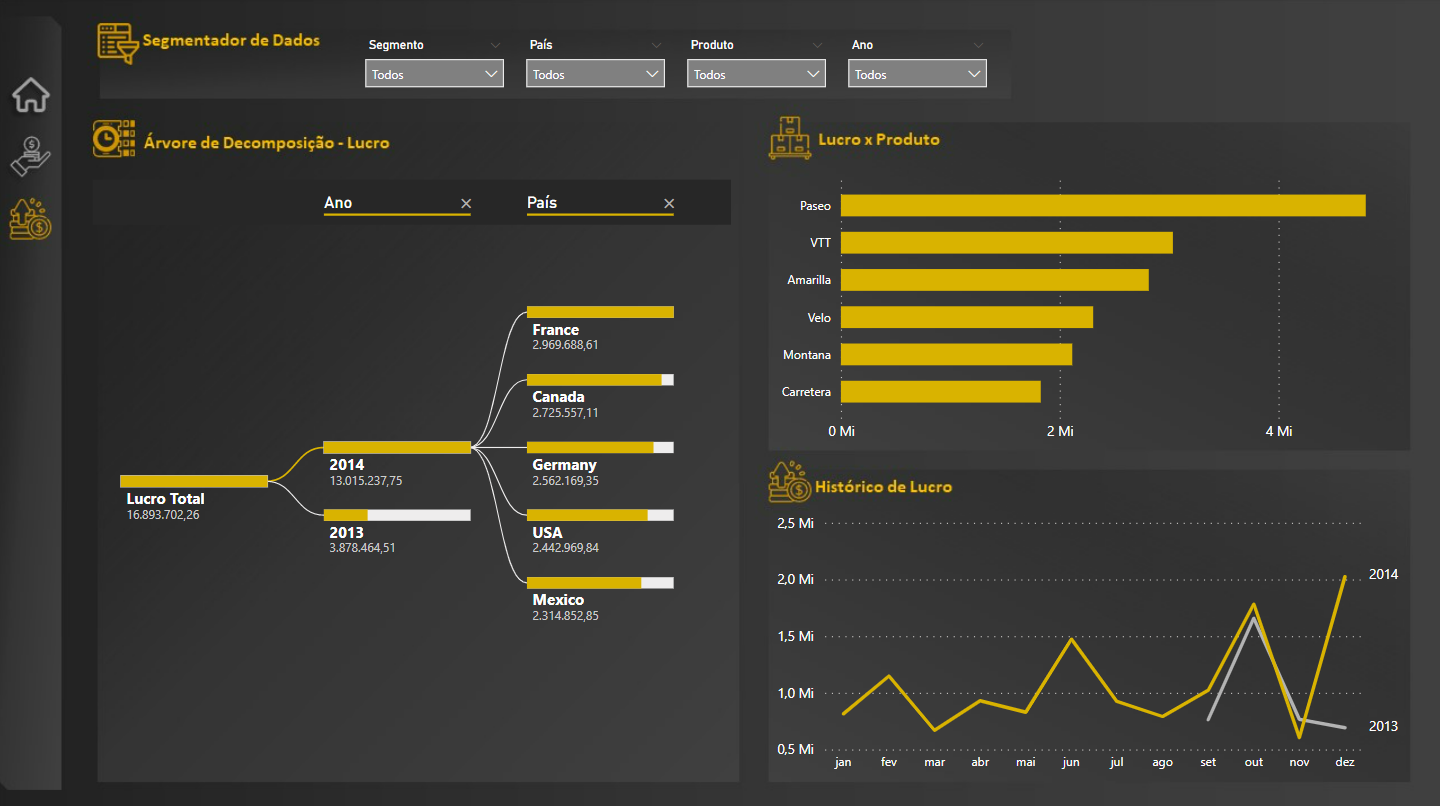 Segmentador de Dados
Segmento
País
Produto
Ano
Todos
Todos
Todos
Todos
Árvore de Decomposição - Lucro
Ano
País
Lucro Total
16.893.702,26
2014
13.015.237,75
2013
3.878.464,51
France
2.969.688,61
Canada
2.725.557,11
Germany
2.562.169,35
USA
2.442.969,84
Mexico
2.314.852,85
Lucro x Produto
Paseo
VTT
Amarilla
Velo
Montana
Carretera
0 Mi
2 Mi
4 Mi
Histórico de Lucro
2,5 Mi
2,0 Mi
1,5 Mi
1,0 Mi
0,5 Mi
2014
2013
jan
fev
mar
abr
mai
jun
jul
ago
set
out
nov
dez